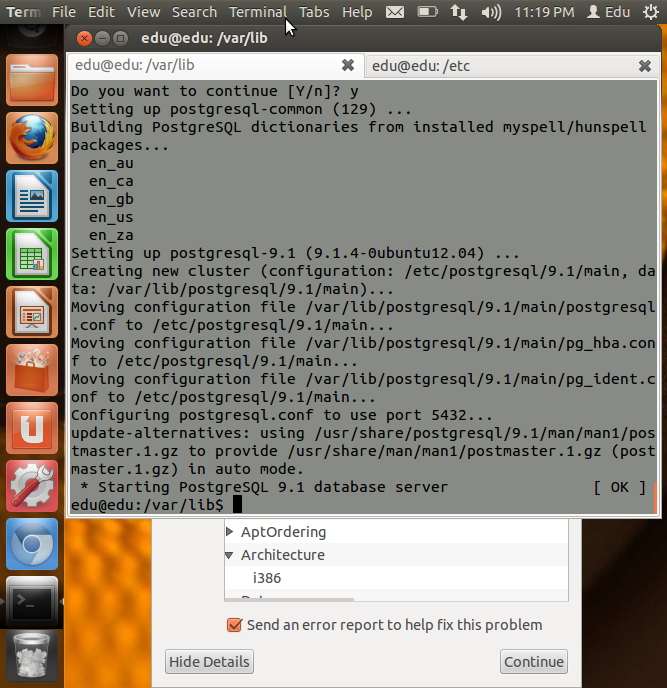 Term File Edit View Search Terminal Tabs Help 11:19 PM Edu
edu@edu: /var/lib
edu@edu: /var/lib edu@edu: /etc
Do you want to continue [Y/n]? y
Setting up postgresql-common (129) ...
Building PostgreSQL dictionaries from installed myspell/hunspell
packages...
en_au
en_ca
en_gb
en_us
en_za
Setting up postgresql-9.1 (9.1.4-0ubuntu12.04) ...
Creating new cluster (configuration: /etc/postgresql/9.1/main, da
ta: /var/lib/postgresql/9.1/main)...
Moving configuration file /var/lib/postgresql/9.1/main/postgresql
.conf to /etc/postgresql/9.1/main...
Moving configuration file /var/lib/postgresql/9.1/main/pg_hba.con
f to /etc/postgresql/9.1/main...
Moving configuration file /var/lib/postgresql/9.1/main/pg_ident.c
onf to /etc/postgresql/9.1/main...
Configuring postgresql.conf to use port 5432...
update-alternatives: using /usr/share/postgresql/9.1/man/man1/pos
tmaster.1.gz to provide /usr/share/man/man1/postmaster.1.gz (post
master.1.gz) in auto mode.
* Starting PostgreSQL 9.1 database server [ OK ]
edu@edu:/var/lib$
AptOrdering
Architecture
i386
Send an error report to help fix this problem
Hide Details Continue